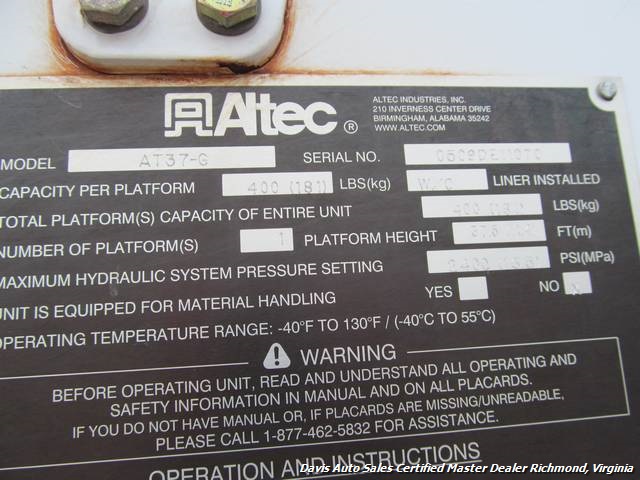 Altec ®
ALTEC INDUSTRIES, INC.
210 INVERNESS CENTER DRIVE
BIRMINGHAM, ALABAMA 35242
WWW.ALTEC.COM
MODEL AT37-G SERIAL NO.
CAPACITY PER PLATFORM 400 (181) LBS(kg) LINER INSTALLED
TOTAL PLATFORM(S) CAPACITY OF ENTIRE UNIT 400 (181) LBS(kg)
NUMBER OF PLATFORM(S) 1 PLATFORM HEIGHT FT(m)
MAXIMUM HYDRAULIC SYSTEM PRESSURE SETTING PSI(MPa)
UNIT IS EQUIPPED FOR MATERIAL HANDLING YES NO X
OPERATING TEMPERATURE RANGE: -40°F TO 130°F / (-40°C TO 55°C)
WARNING
BEFORE OPERATING UNIT, READ AND UNDERSTAND ALL OPERATING AND
SAFETY INFORMATION IN MANUAL AND ON ALL PLACARDS.
IF YOU DO NOT HAVE MANUAL OR, IF PLACARDS ARE MISSING/UNREADABLE,
PLEASE CALL 1-877-462-5832 FOR ASSISTANCE.
OPERATION AND INSTRUCTIONS
Davis Auto Sales Certified Master Dealer Richmond, Virginia